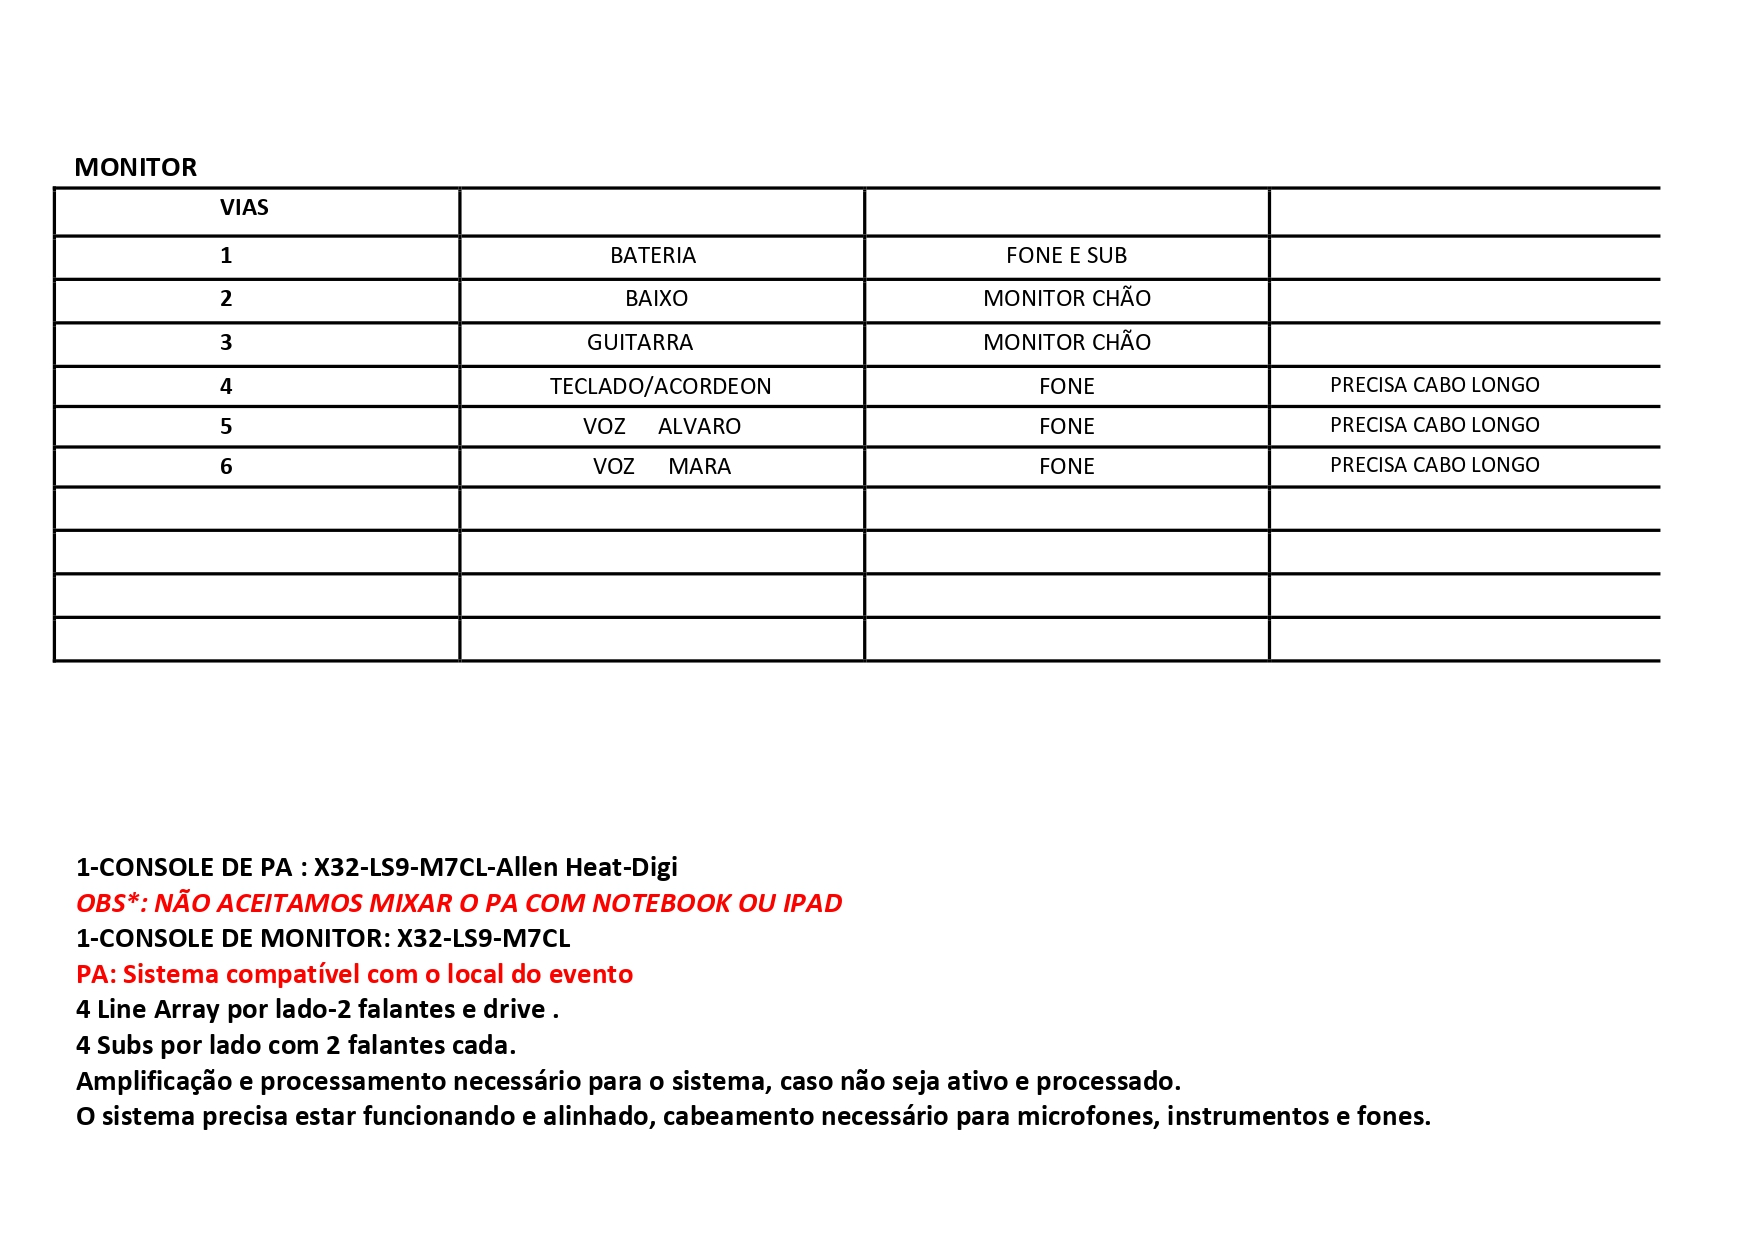 MONITOR
VIAS
1 BATERIA FONE E SUB
2 BAIXO MONITOR CHÃO
3 GUITARRA MONITOR CHÃO
4 TECLADO/ACORDEON FONE PRECISA CABO LONGO
5 VOZ ALVARO FONE PRECISA CABO LONGO
6 VOZ MARA FONE PRECISA CABO LONGO
1-CONSOLE DE PA : X32-LS9-M7CL-Allen Heat-Digi
OBS*: NÃO ACEITAMOS MIXAR O PA COM NOTEBOOK OU IPAD
1-CONSOLE DE MONITOR: X32-LS9-M7CL
PA: Sistema compatível com o local do evento
4 Line Array por lado-2 falantes e drive .
4 Subs por lado com 2 falantes cada.
Amplificação e processamento necessário para o sistema, caso não seja ativo e processado.
O sistema precisa estar funcionando e alinhado, cabeamento necessário para microfones, instrumentos e fones.